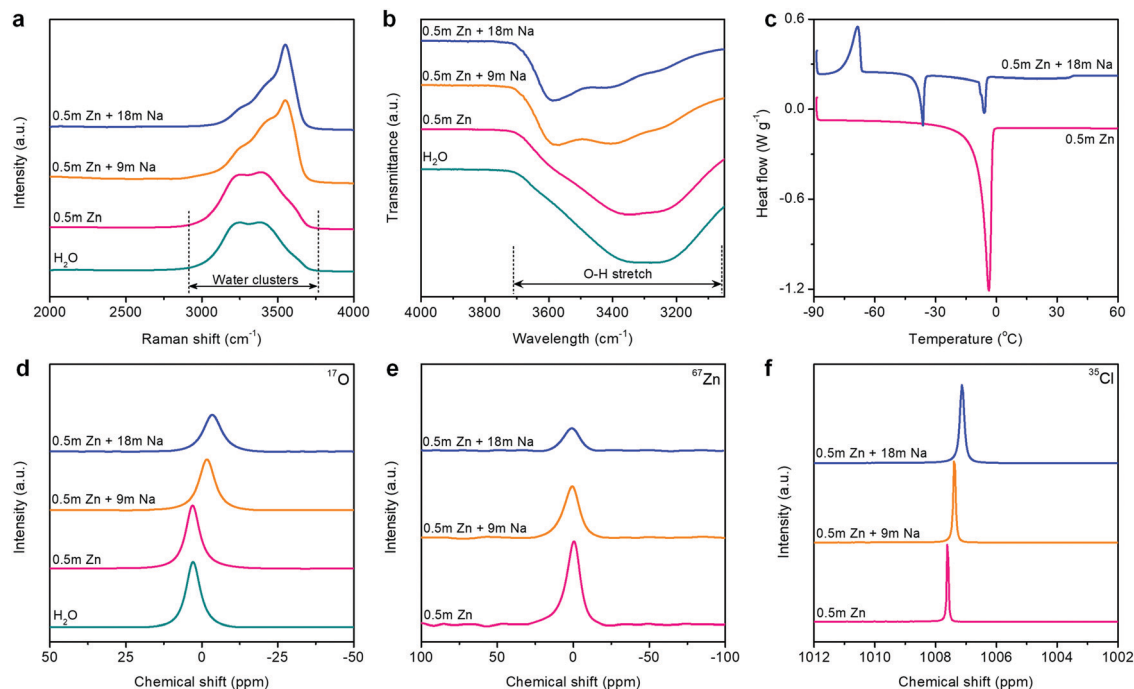 a
0.5m Zn + 18m Na
0.5m Zn + 9m Na
0.5m Zn
H₂O
Water clusters
Intensity (a.u.)
2000 2500 3000 3500 4000
Raman shift (cm⁻¹)
b
0.5m Zn + 18m Na
0.5m Zn + 9m Na
0.5m Zn
H₂O
O-H stretch
Transmittance (a.u.)
4000 3800 3600 3400 3200
Wavelength (cm⁻¹)
c
0.6
0.0
-0.6
-1.2
0.5m Zn + 18m Na
0.5m Zn
Heat flow (W g⁻¹)
-90 -60 -30 0 30 60
Temperature (°C)
d
¹⁷O
0.5m Zn + 18m Na
0.5m Zn + 9m Na
0.5m Zn
H₂O
Intensity (a.u.)
50 25 0 -25 -50
Chemical shift (ppm)
e
⁶⁷Zn
0.5m Zn + 18m Na
0.5m Zn + 9m Na
0.5m Zn
Intensity (a.u.)
100 50 0 -50 -100
Chemical shift (ppm)
f
³⁵Cl
0.5m Zn + 18m Na
0.5m Zn + 9m Na
0.5m Zn
Intensity (a.u.)
1012 1010 1008 1006 1004 1002
Chemical shift (ppm)